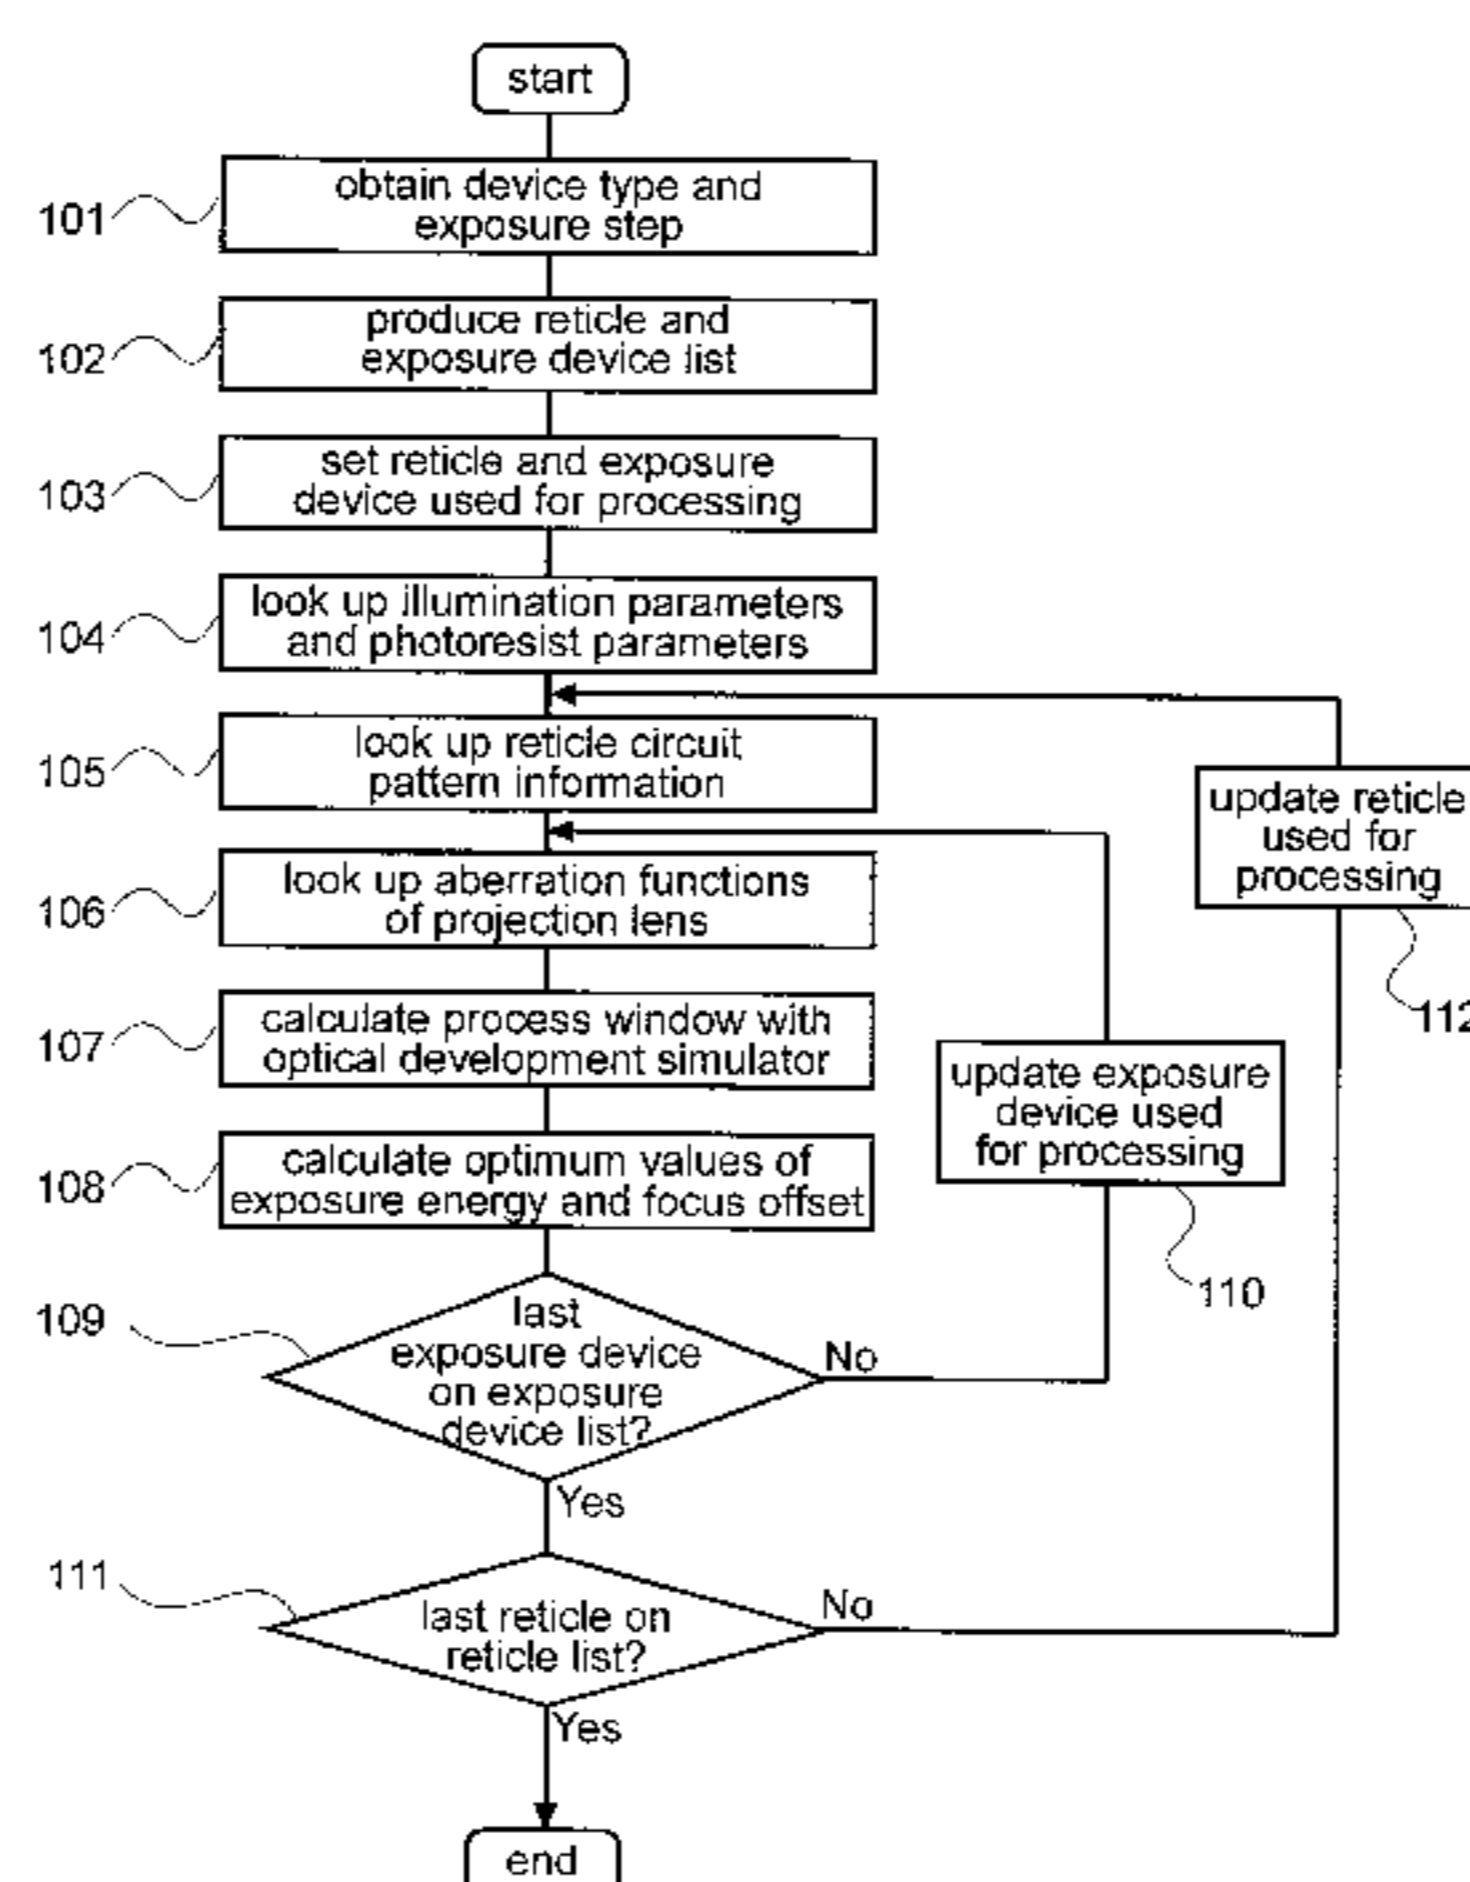 start
101
obtain device type and
exposure step
102
produce reticle and
exposure device list
103
set reticle and exposure
device used for processing
104
look up illumination parameters
and photoresist parameters
105
look up reticle circuit
pattern information
update reticle
used for
processing
112
106
look up aberration functions
of projection lens
107
calculate process window with
optical development simulator
update exposure
device used
for processing
110
108
calculate optimum values of
exposure energy and focus offset
109
last
exposure device
on exposure
device list?
No
Yes
111
last reticle on
reticle list?
No
Yes
end